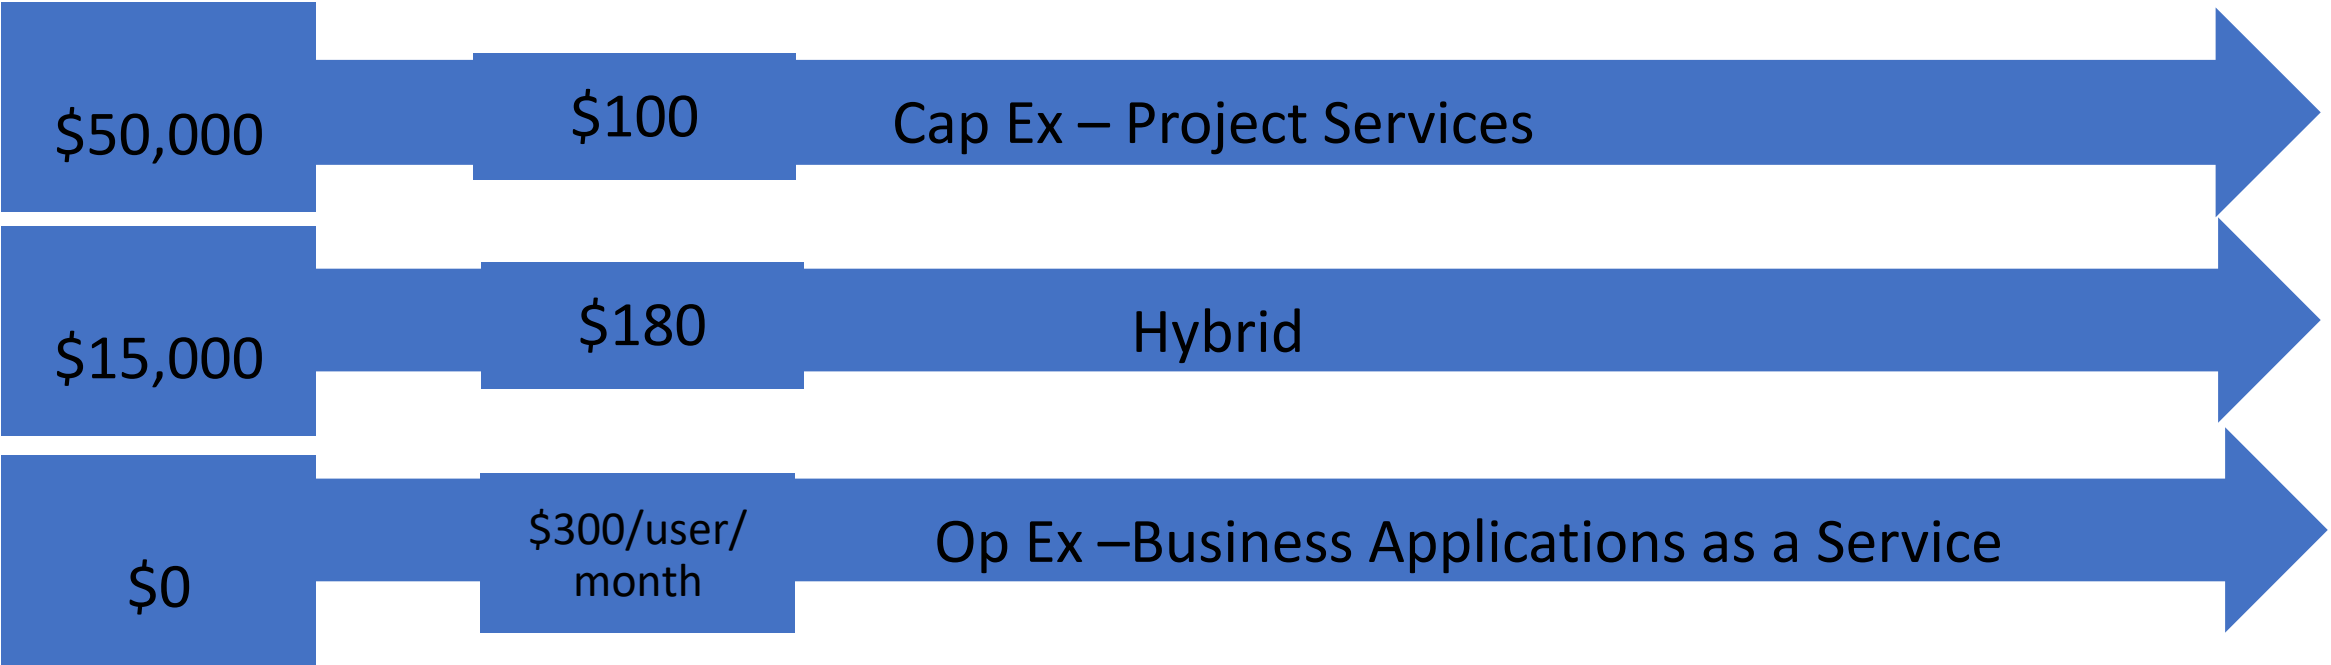 $50,000
$100
Cap Ex – Project Services
$15,000
$180
Hybrid
$0
$300/user/
month
Op Ex –Business Applications as a Service